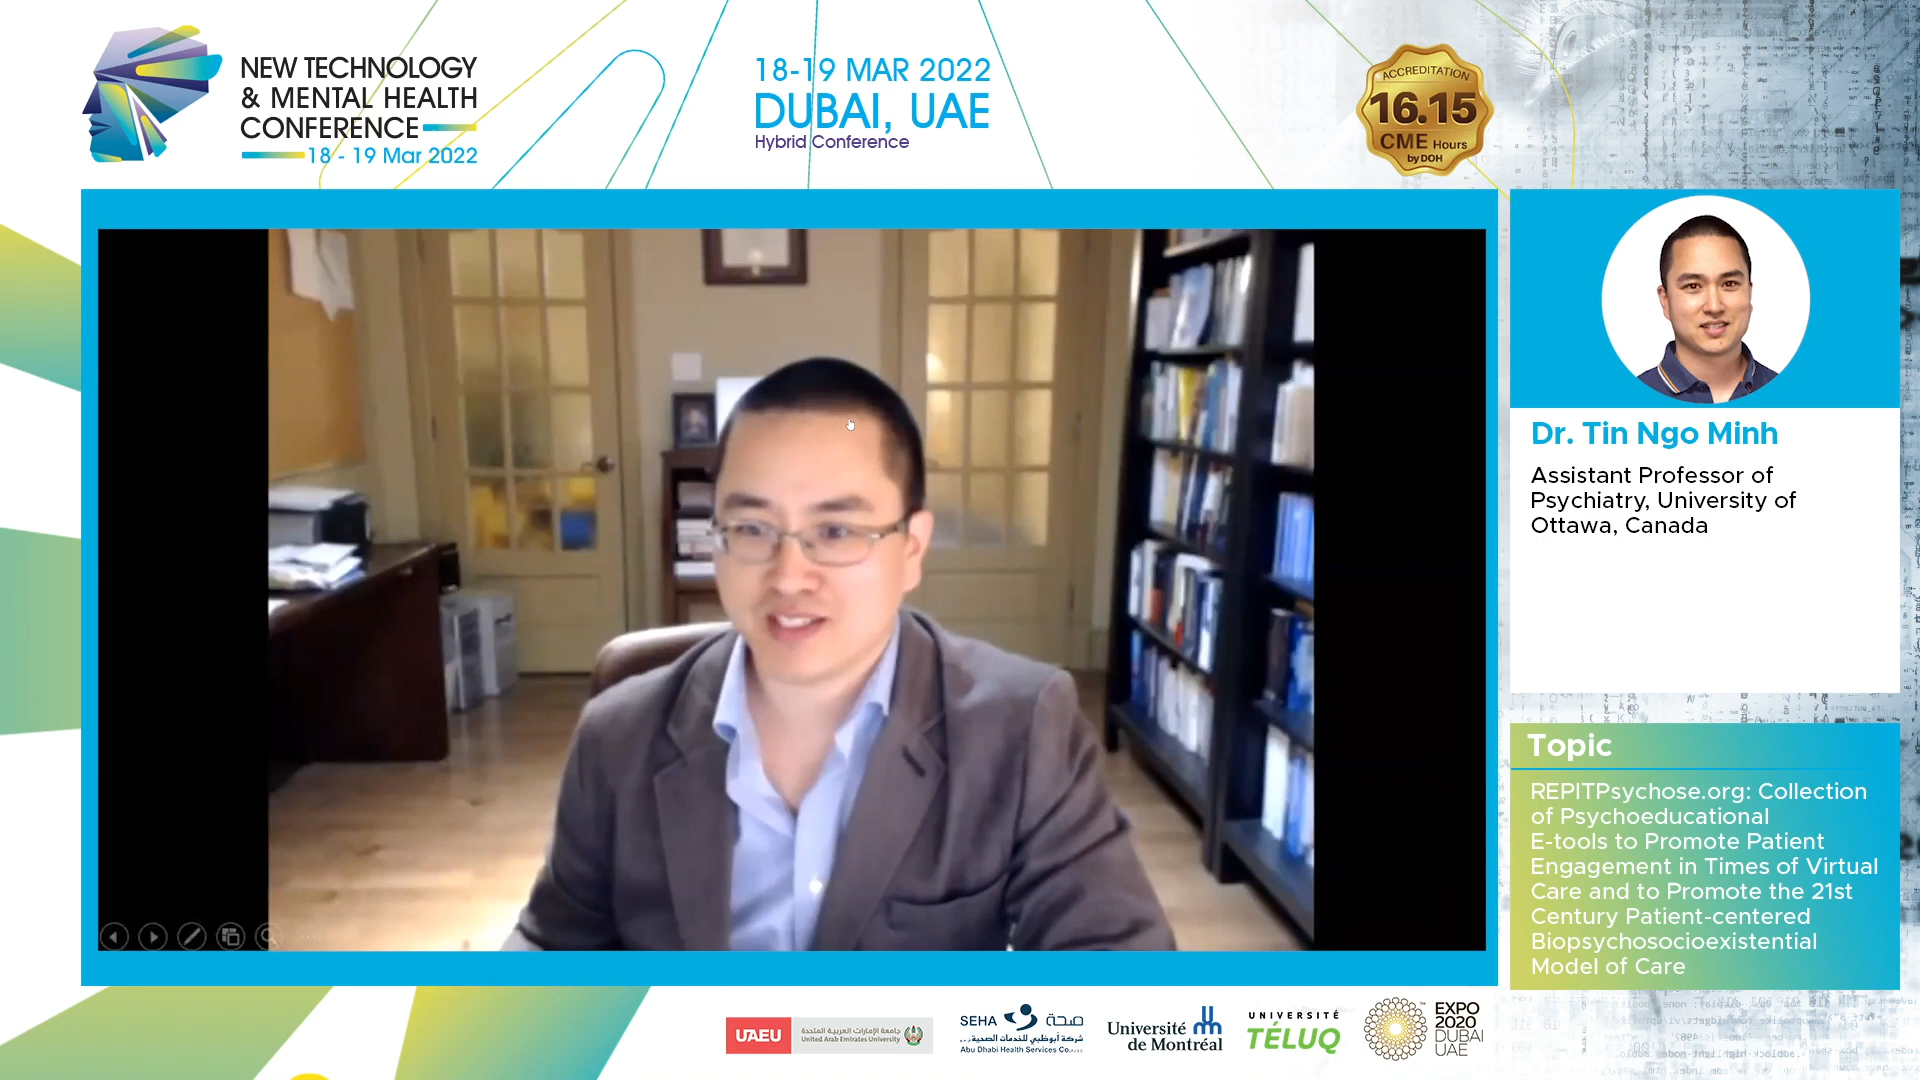 NEW TECHNOLOGY
& MENTAL HEALTH
CONFERENCE
18 - 19 Mar 2022
18-19 MAR 2022
DUBAI, UAE
Hybrid Conference
ACCREDITATION
16.15
CME Hours
by DOH
Dr. Tin Ngo Minh
Assistant Professor of
Psychiatry, University of
Ottawa, Canada
Topic
REPITPsychose.org: Collection
of Psychoeducational
E-tools to Promote Patient
Engagement in Times of Virtual
Care and to Promote the 21st
Century Patient-centered
Biopsychosocioexistential
Model of Care
UAEU
جامعة الإمارات العربية المتحدة
United Arab Emirates University
SEHA صحة
شركة أبوظبي للخدمات الصحية
Abu Dhabi Health Services Co.
Université
de Montréal
UNIVERSITÉ
TÉLUQ
EXPO
2020
DUBAI
UAE